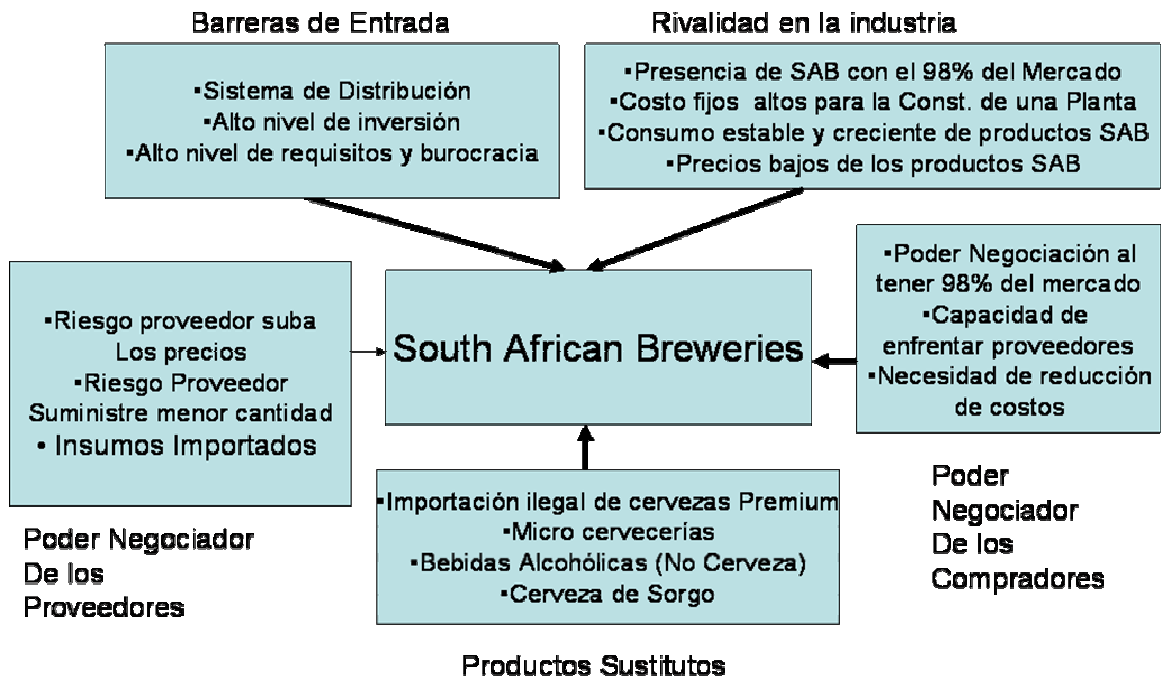 Barreras de Entrada
▪Sistema de Distribución
▪Alto nivel de inversión
▪Alto nivel de requisitos y burocracia
Rivalidad en la industria
▪Presencia de SAB con el 98% del Mercado
▪Costo fijos altos para la Const. de una Planta
▪Consumo estable y creciente de productos SAB
▪Precios bajos de los productos SAB
▪Riesgo proveedor suba
Los precios
▪Riesgo Proveedor
Suministre menor cantidad
• Insumos Importados
Poder Negociador
De los
Proveedores
South African Breweries
▪Poder Negociación al
tener 98% del mercado
▪Capacidad de
enfrentar proveedores
▪Necesidad de reducción
de costos
Poder
Negociador
De los
Compradores
▪Importación ilegal de cervezas Premium
▪Micro cervecerías
▪Bebidas Alcohólicas (No Cerveza)
▪Cerveza de Sorgo
Productos Sustitutos